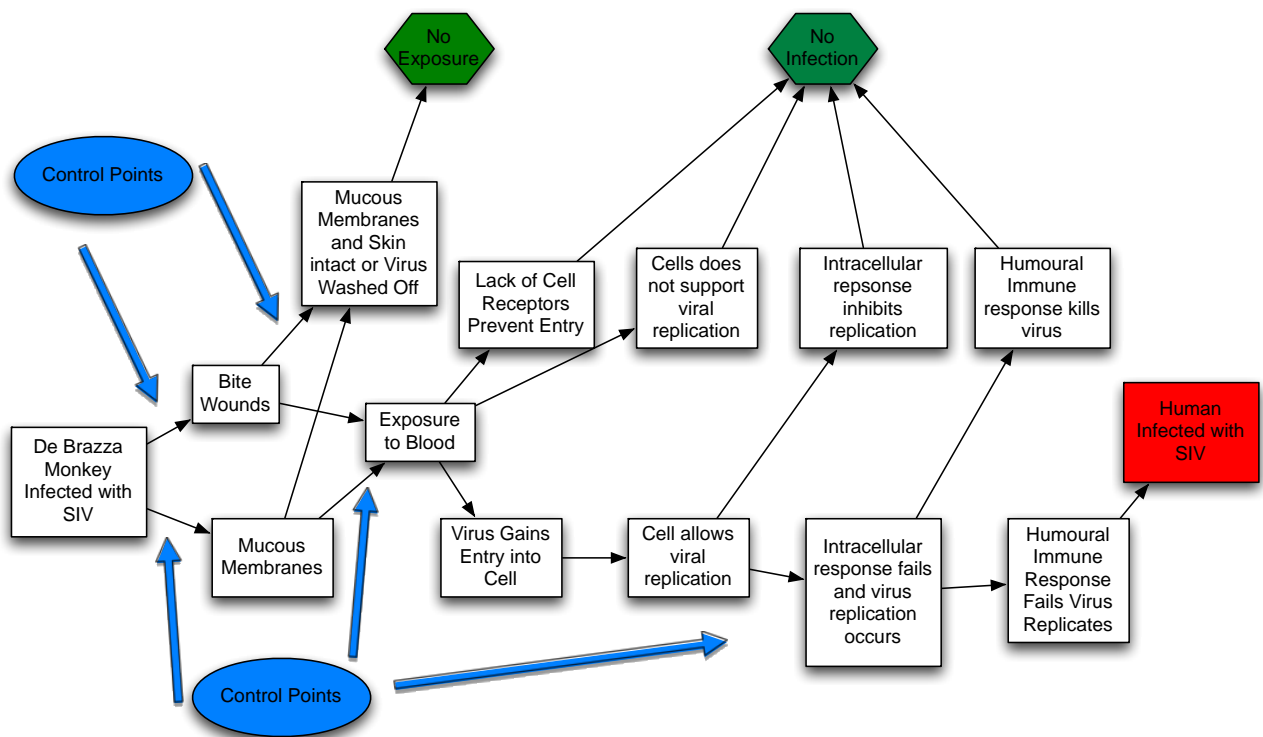 No
Exposure
No
Infection
Control Points
Mucous
Membranes
and Skin
intact or Virus
Washed Off
Lack of Cell
Receptors
Prevent Entry
Cells does
not support
viral
replication
Intracellular
repsonse
inhibits
replication
Humoural
Immune
response kills
virus
Bite
Wounds
Exposure
to Blood
Human
Infected with
SIV
De Brazza
Monkey
Infected with
SIV
Mucous
Membranes
Virus Gains
Entry into
Cell
Cell allows
viral
replication
Intracellular
response fails
and virus
replication
occurs
Humoural
Immune
Response
Fails Virus
Replicates
Control Points